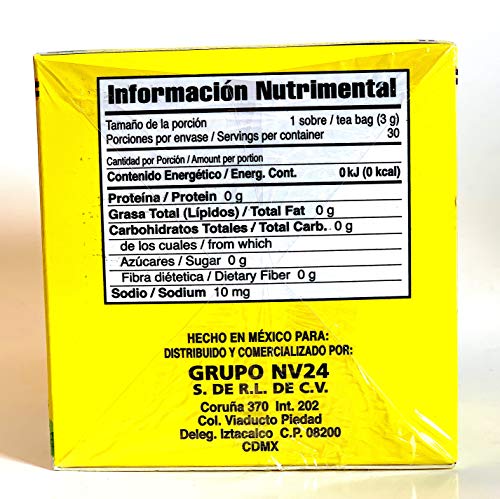 Información Nutrimental
Tamaño de la porción 1 sobre / tea bag (3 g)
Porciones por envase / Servings per container 30
Cantidad por Porción / Amount per portion
Contenido Energético / Energ. Cont. 0 kJ (0 kcal)
Proteína / Protein 0 g
Grasa Total (Lípidos) / Total Fat 0 g
Carbohidratos Totales / Total Carb. 0 g
de los cuales / from which
Azúcares / Sugar 0 g
Fibra diétetica / Dietary Fiber 0 g
Sodio / Sodium 10 mg
HECHO EN MÉXICO PARA:
DISTRIBUIDO Y COMERCIALIZADO POR:
GRUPO NV24
S. DE R.L. DE C.V.
Coruña 370 Int. 202
Col. Viaducto Piedad
Deleg. Iztacalco C.P. 08200
CDMX